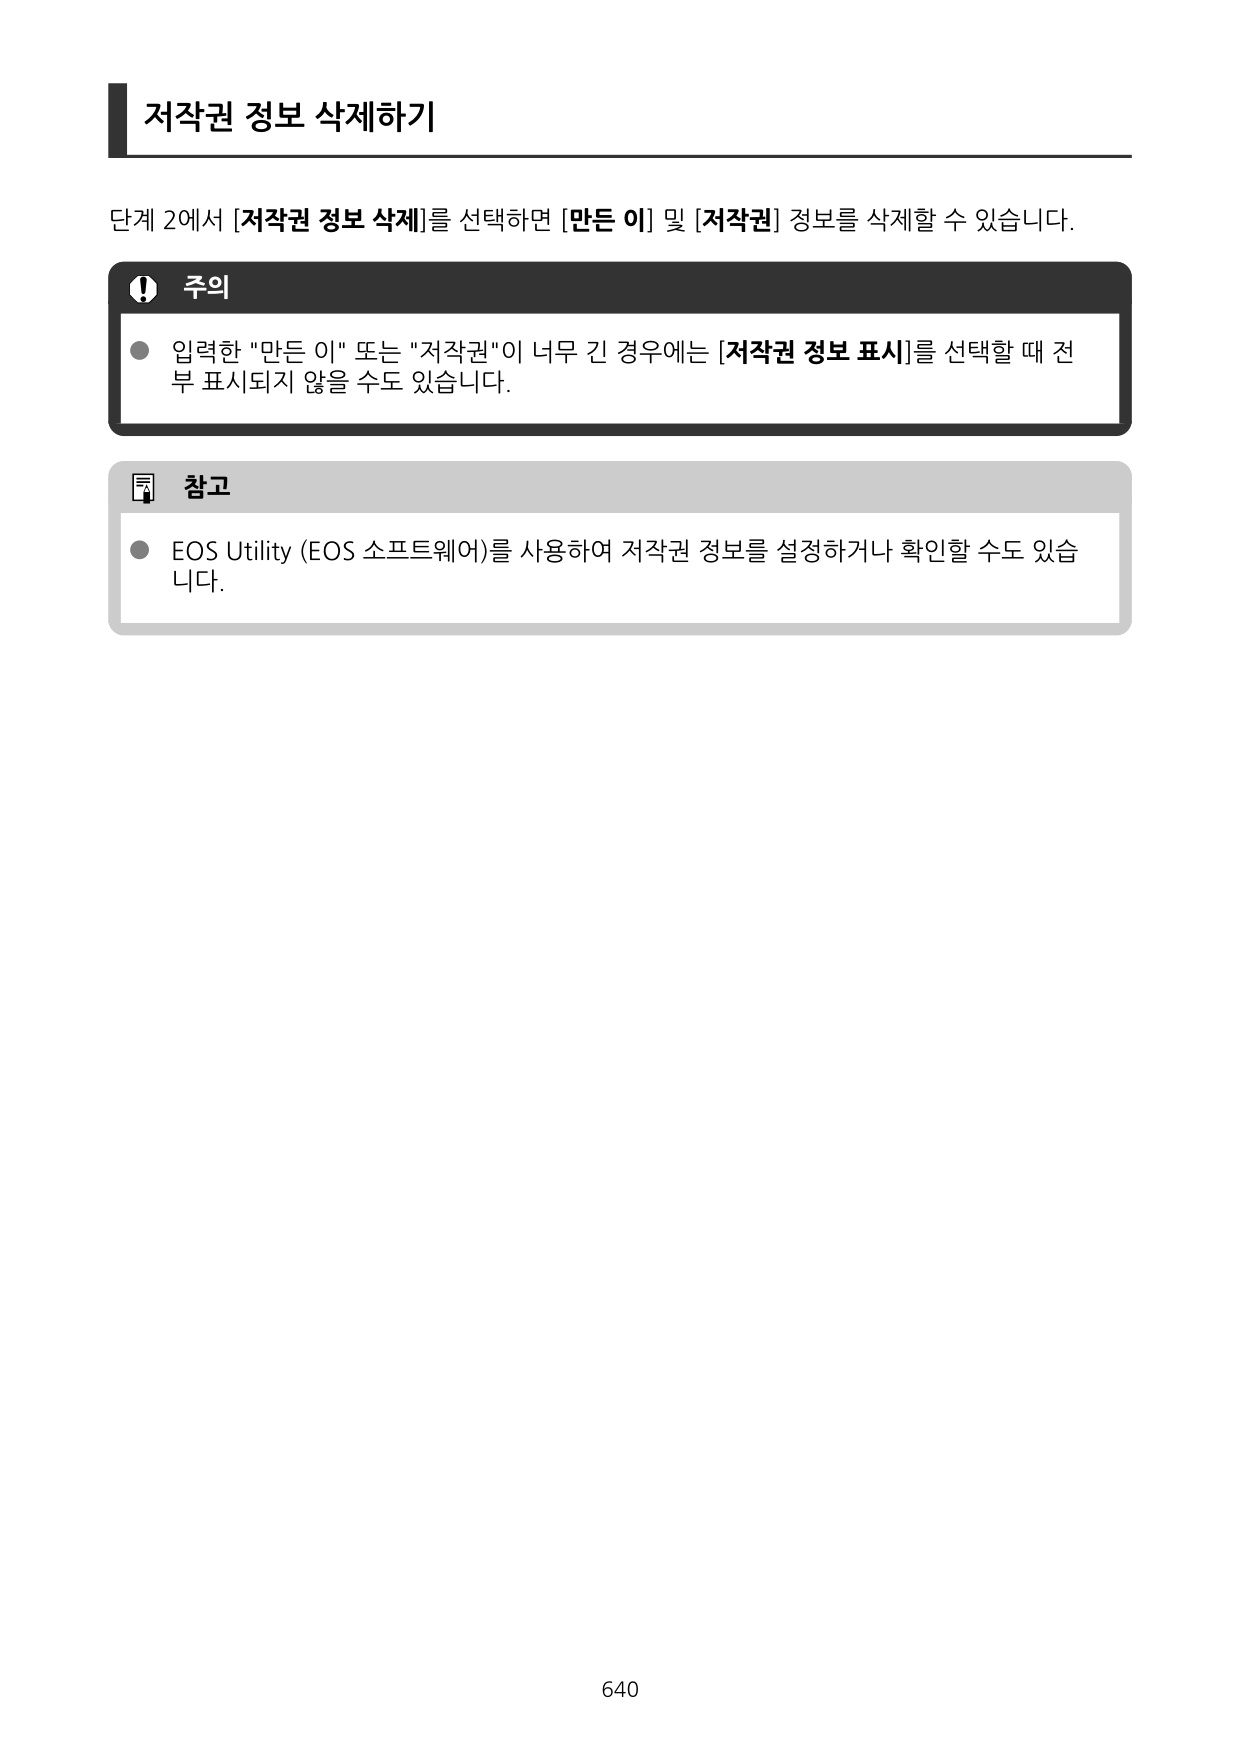 저작권 정보 삭제하기
단계 2에서 [저작권 정보 삭제]를 선택하면 [만든 이] 및 [저작권] 정보를 삭제할 수 있습니다.
주의
● 입력한 "만든 이" 또는 "저작권"이 너무 긴 경우에는 [저작권 정보 표시]를 선택할 때 전
부 표시되지 않을 수도 있습니다.
참고
● EOS Utility (EOS 소프트웨어)를 사용하여 저작권 정보를 설정하거나 확인할 수도 있습
니다.
640